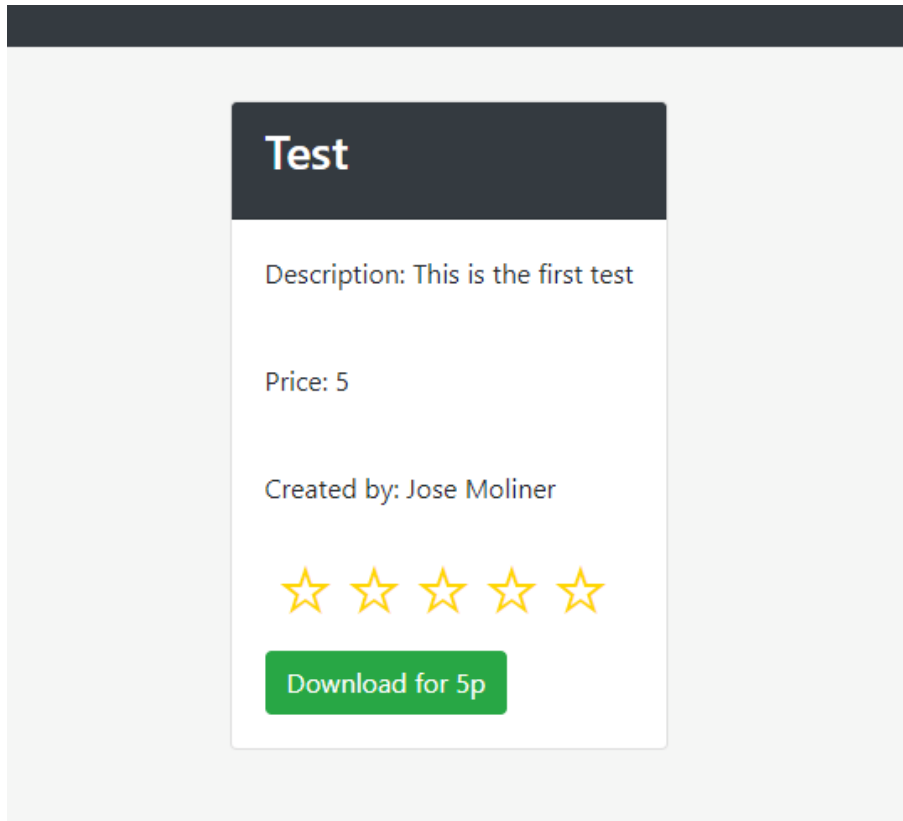 Test
Description: This is the first test
Price: 5
Created by: Jose Moliner
Download for 5p